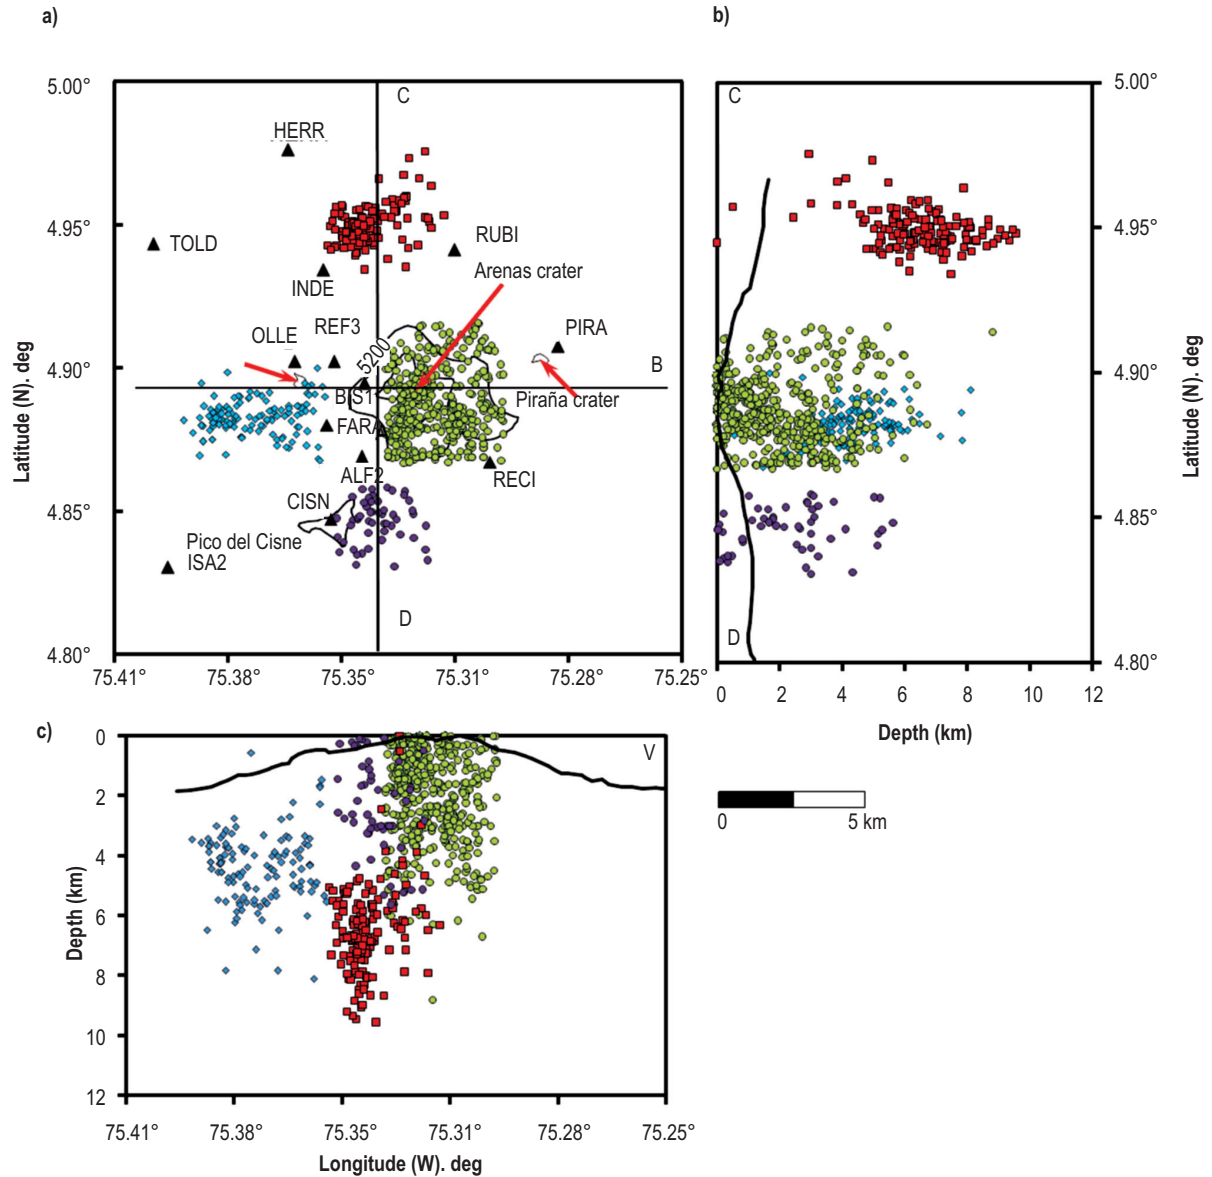 a)
5.00°
4.95°
4.90°
4.85°
4.80°
Latitude (N). deg
75.41°
75.38°
75.35°
75.31°
75.28°
75.25°
C
HERR
TOLD
RUBI
Arenas crater
INDE
REF3
OLLE
PIRA
5200
B
BIS1
Piraña crater
FARA
ALF2
RECI
CISN
Pico del Cisne
ISA2
D
b)
C
D
5.00°
4.95°
4.90°
4.85°
4.80°
Latitude (N). deg
0
2
4
6
8
10
12
Depth (km)
0
5 km
c)
V
0
2
4
6
8
10
12
Depth (km)
75.41°
75.38°
75.35°
75.31°
75.28°
75.25°
Longitude (W). deg